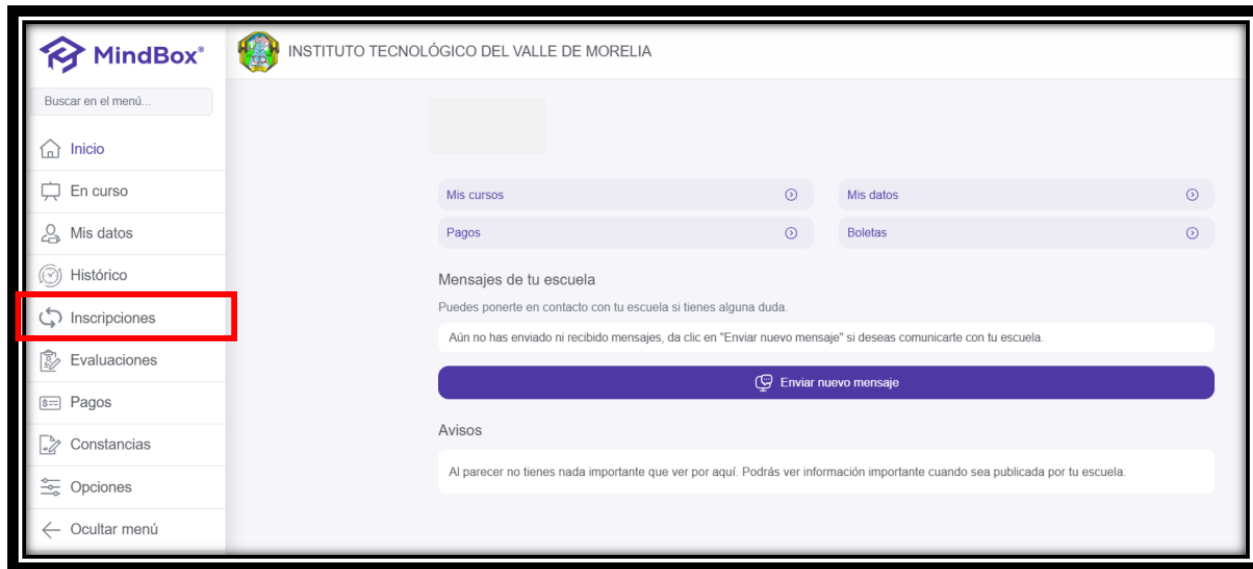 MindBox®
INSTITUTO TECNOLÓGICO DEL VALLE DE MORELIA
Buscar en el menú...
Inicio
En curso
Mis datos
Histórico
Inscripciones
Evaluaciones
Pagos
Constancias
Opciones
Ocultar menú
Mis cursos
Mis datos
Pagos
Boletas
Mensajes de tu escuela
Puedes ponerte en contacto con tu escuela si tienes alguna duda.
Aún no has enviado ni recibido mensajes, da clic en "Enviar nuevo mensaje" si deseas comunicarte con tu escuela.
Enviar nuevo mensaje
Avisos
Al parecer no tienes nada importante que ver por aquí. Podrás ver información importante cuando sea publicada por tu escuela.